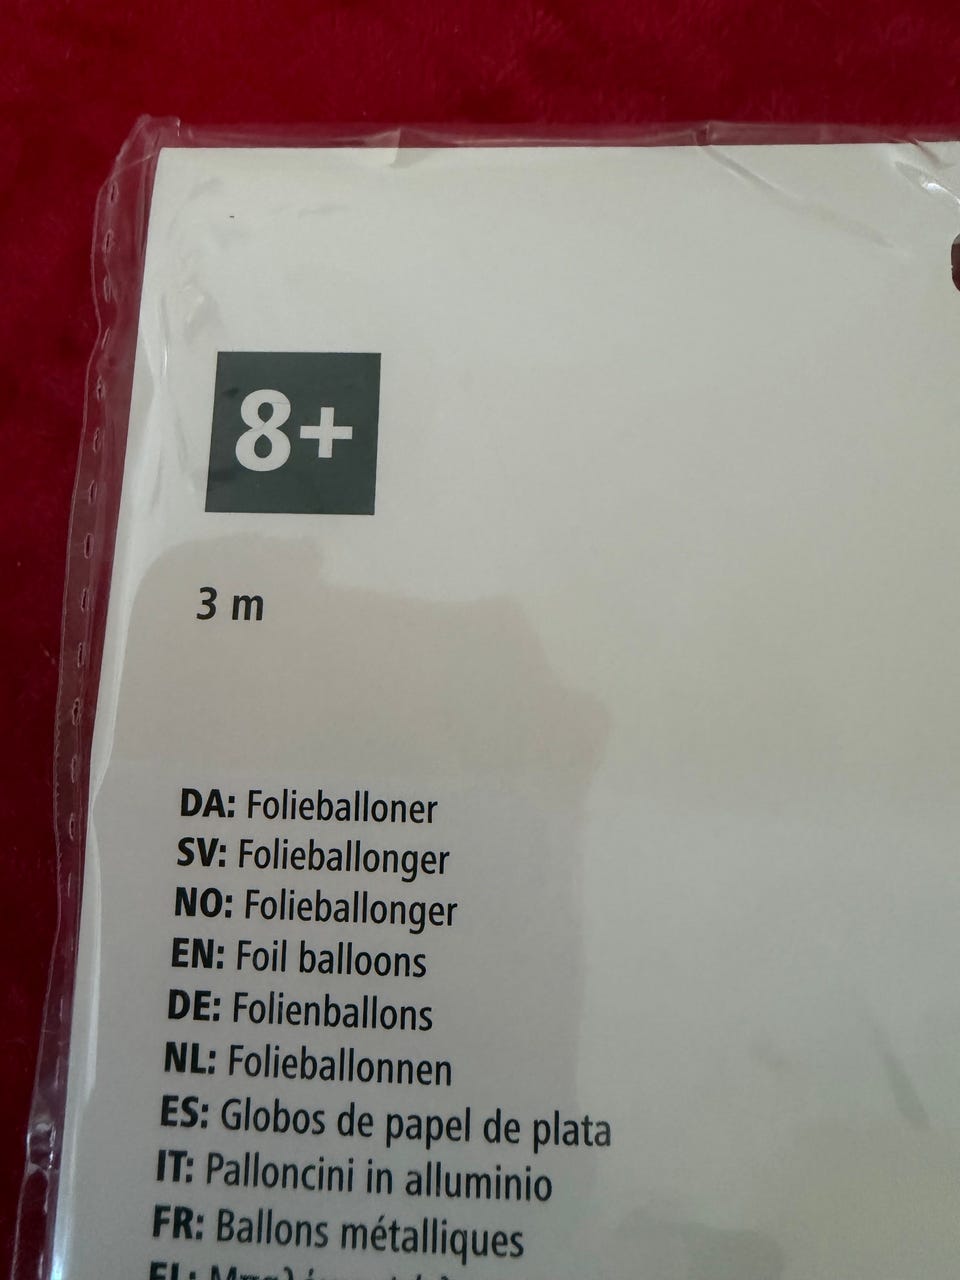 8+
3 m
DA: Folieballoner
SV: Folieballonger
NO: Folieballonger
EN: Foil balloons
DE: Folienballons
NL: Folieballonnen
ES: Globos de papel de plata
IT: Palloncini in alluminio
FR: Ballons métalliques
EL: